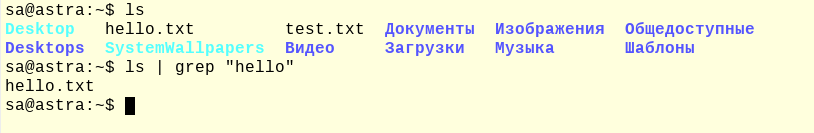 sa@astra:~$ ls
Desktop   hello.txt         test.txt  Документы  Изображения  Общедоступные
Desktops  SystemWallpapers  Видео     Загрузки   Музыка       Шаблоны
sa@astra:~$ ls | grep "hello"
hello.txt
sa@astra:~$